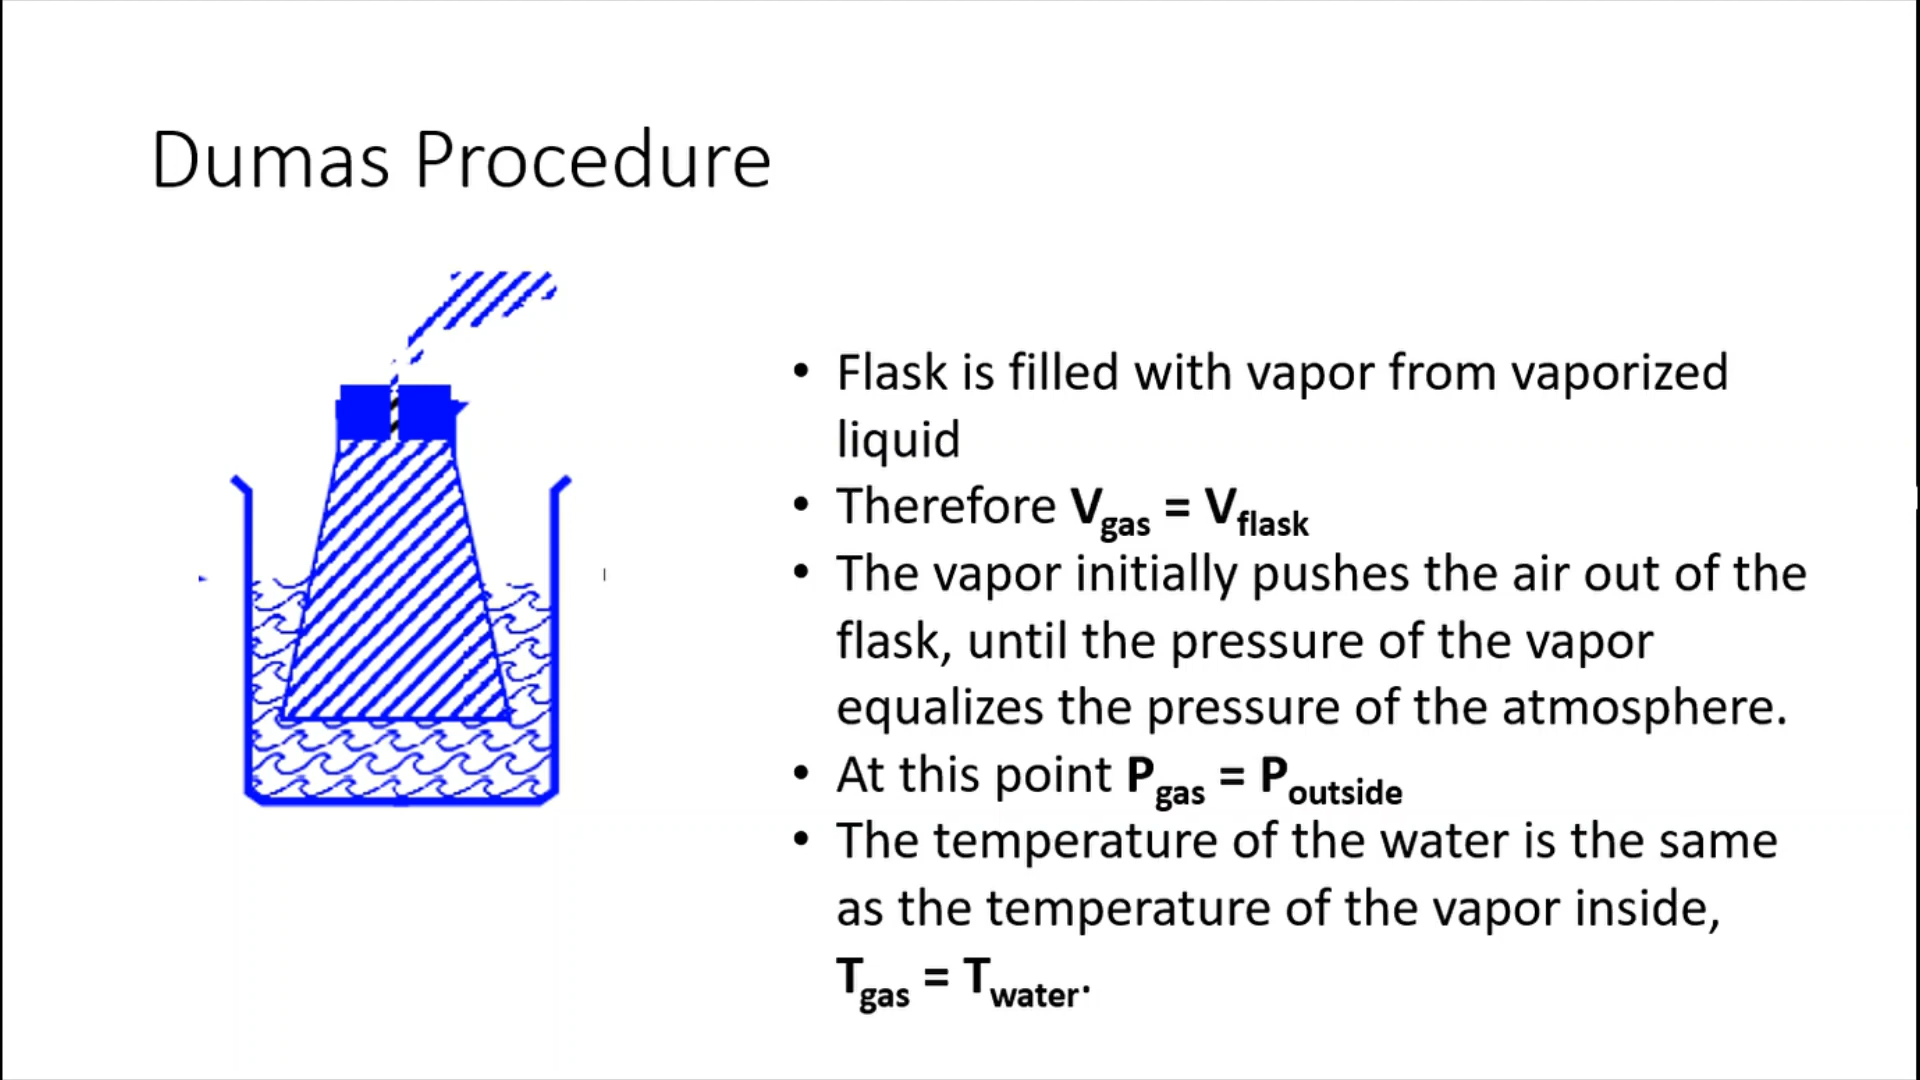 Dumas Procedure
• Flask is filled with vapor from vaporized
liquid
• Therefore Vgas = Vflask
• The vapor initially pushes the air out of the
flask, until the pressure of the vapor
equalizes the pressure of the atmosphere.
• At this point Pgas = Poutside
• The temperature of the water is the same
as the temperature of the vapor inside,
Tgas = Twater.